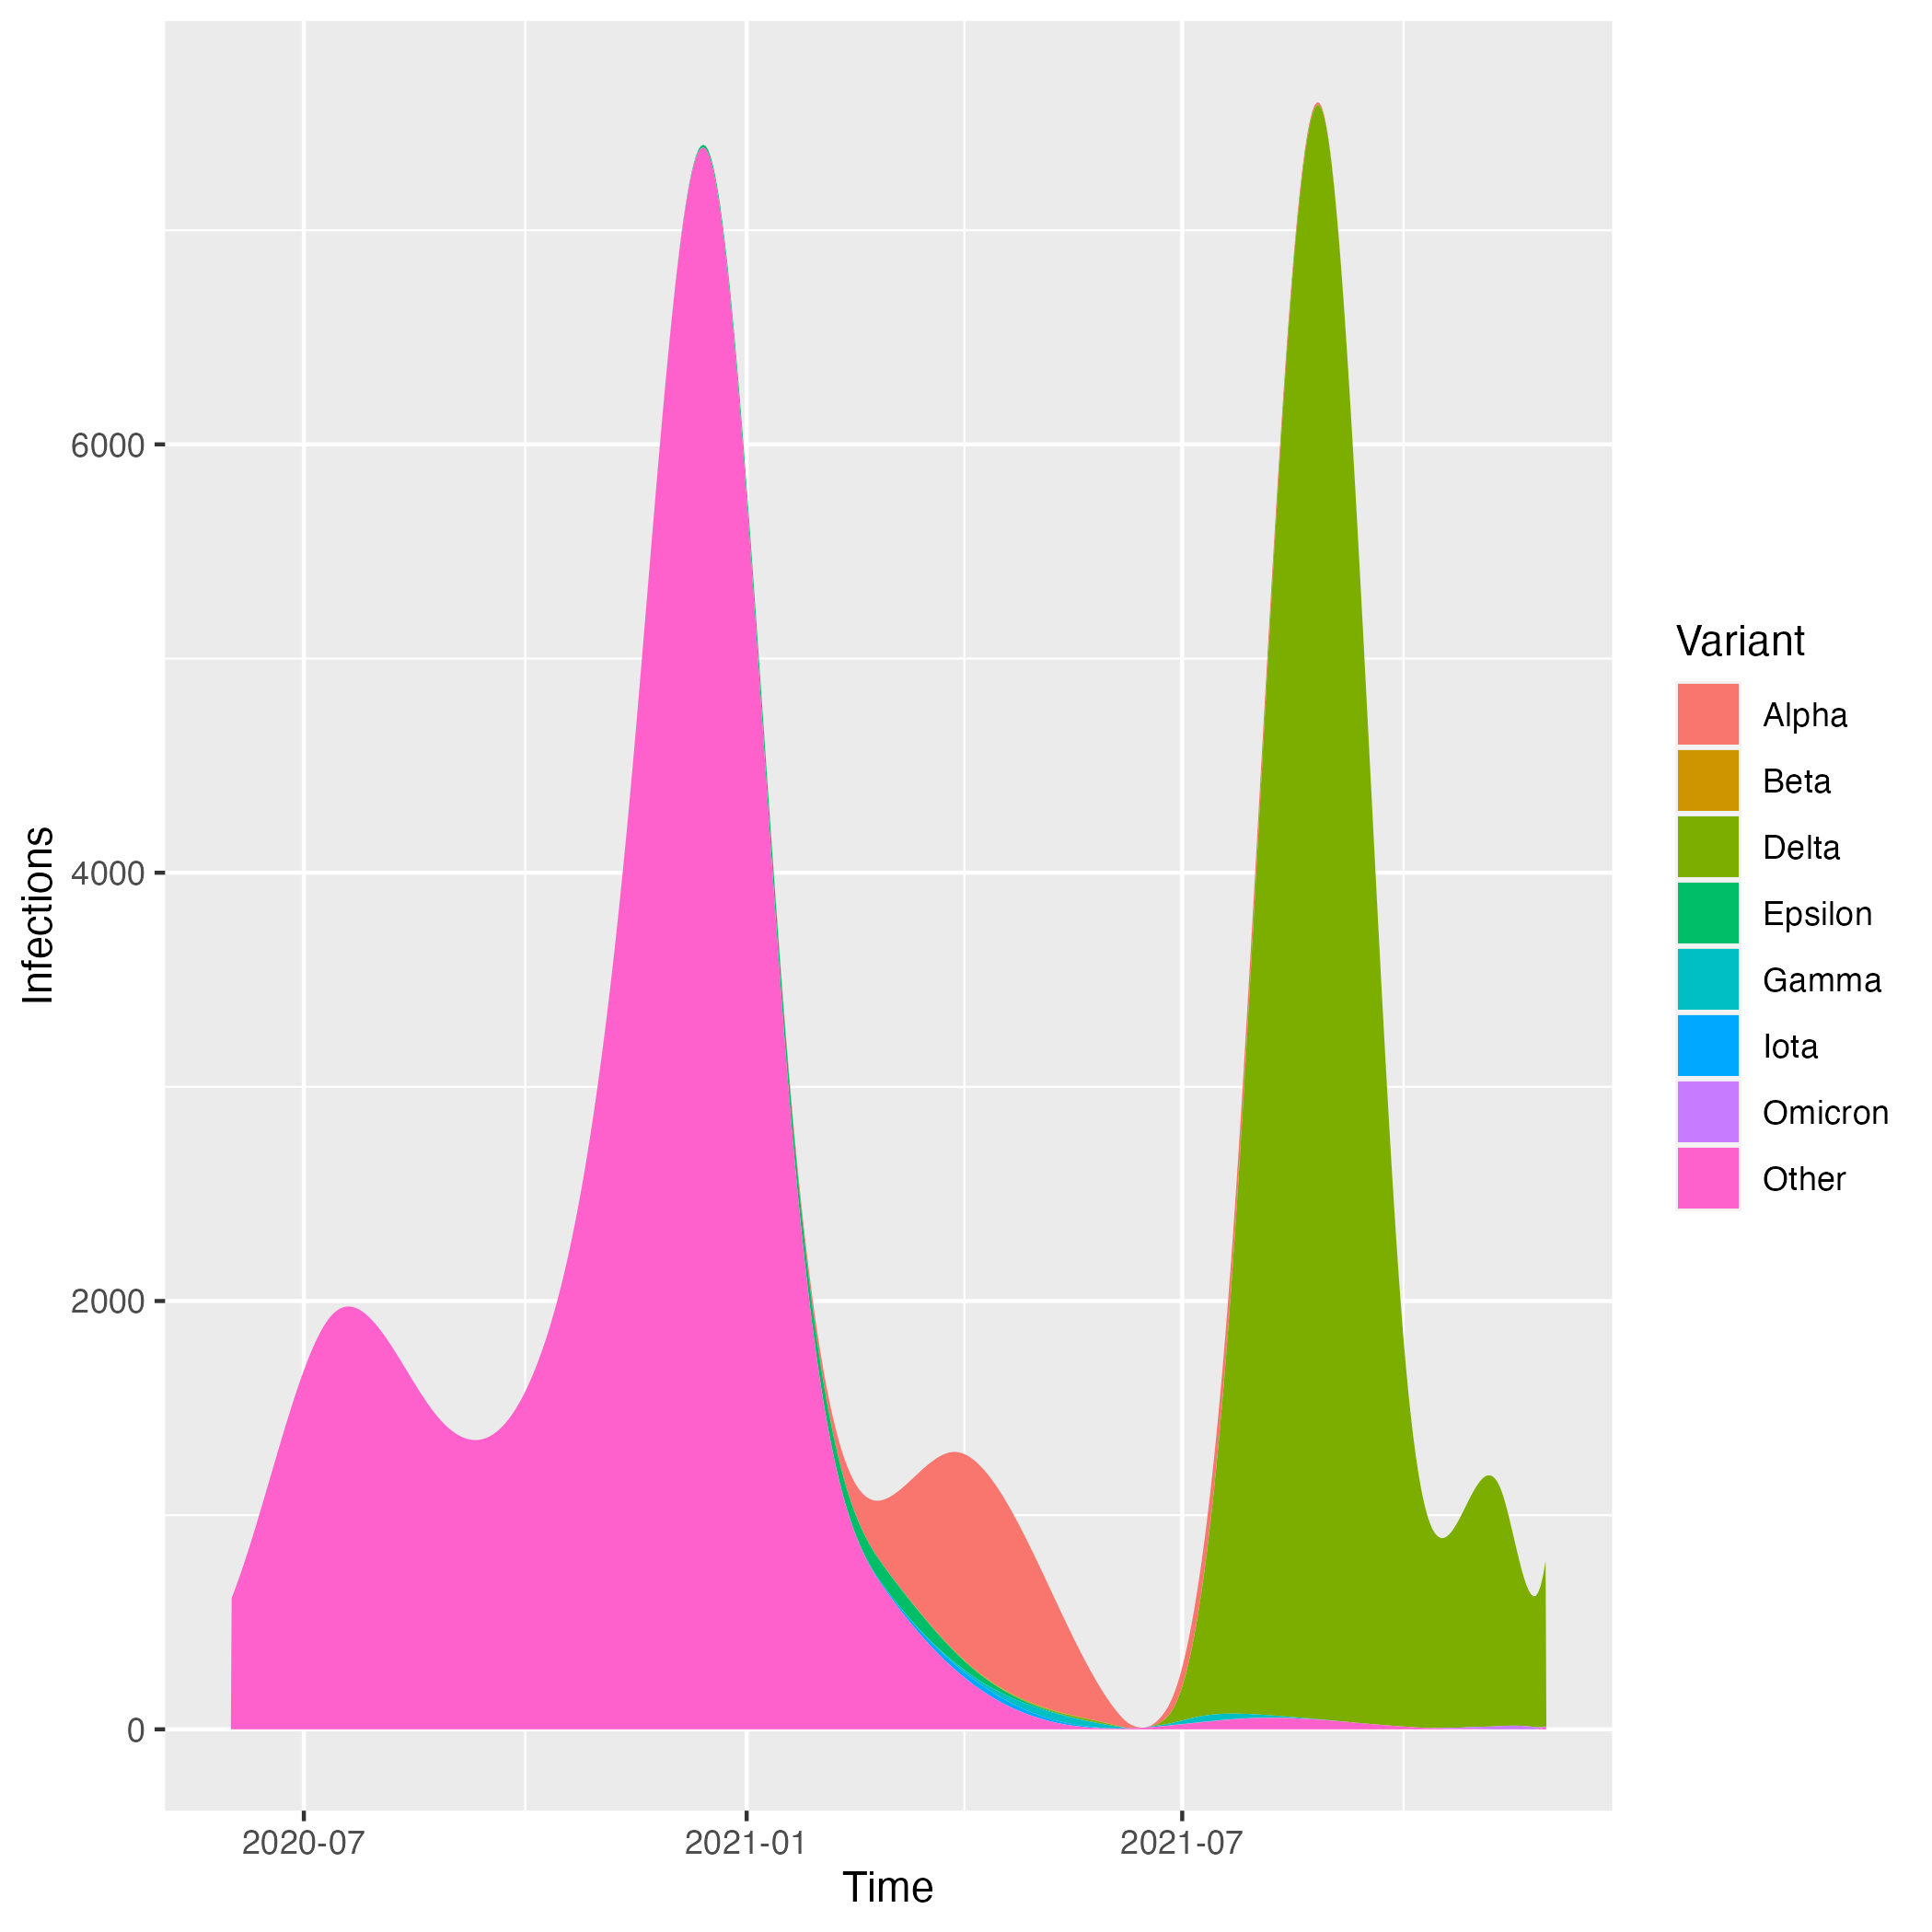 6000
4000
2000
0
Infections
2020-07
2021-01
2021-07
Time
Variant
Alpha
Beta
Delta
Epsilon
Gamma
Iota
Omicron
Other